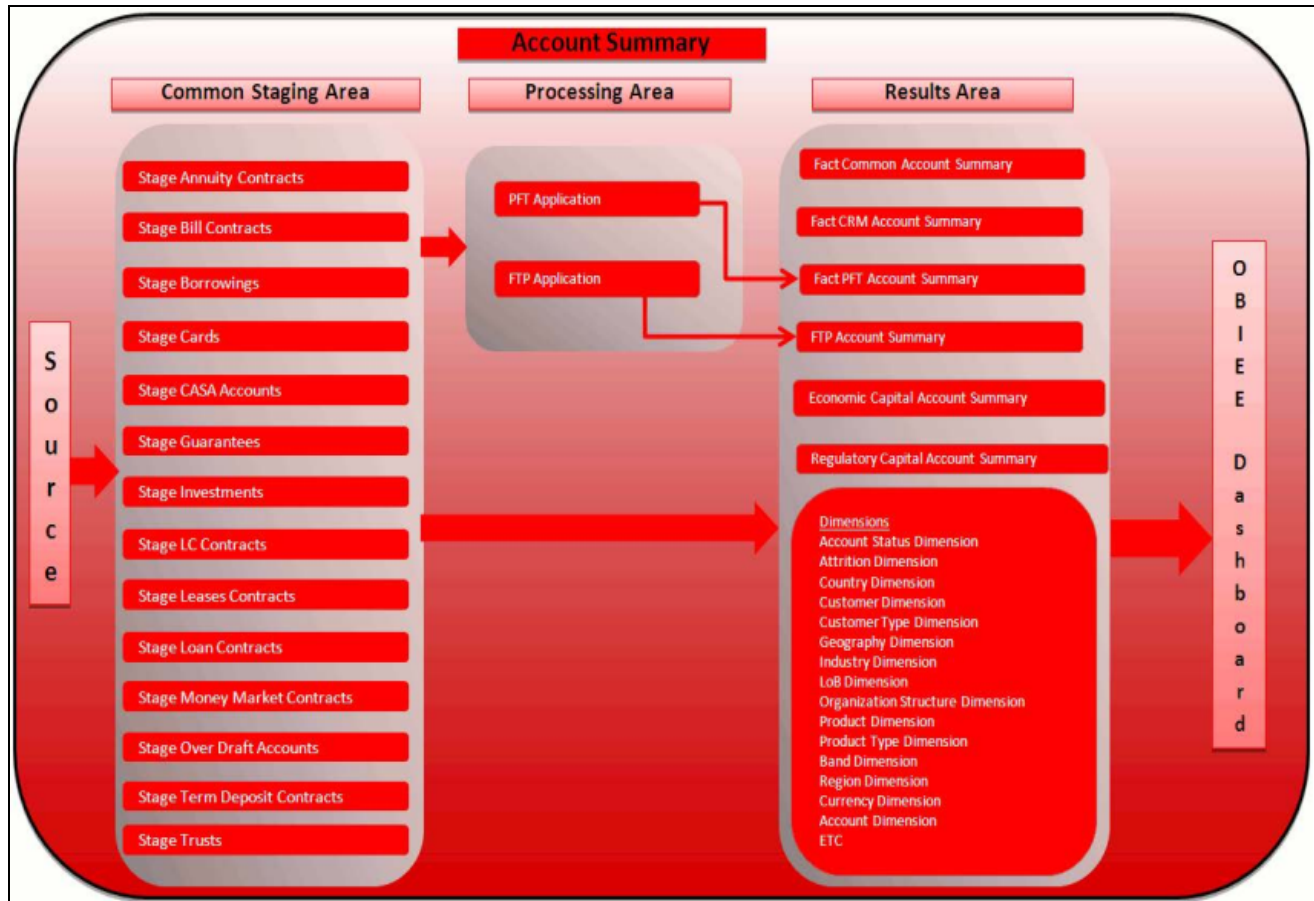 Account Summary
Common Staging Area
Processing Area
Results Area
Source
Stage Annuity Contracts
Stage Bill Contracts
Stage Borrowings
Stage Cards
Stage CASA Accounts
Stage Guarantees
Stage Investments
Stage LC Contracts
Stage Leases Contracts
Stage Loan Contracts
Stage Money Market Contracts
Stage Over Draft Accounts
Stage Term Deposit Contracts
Stage Trusts
PFT Application
FTP Application
Fact Common Account Summary
Fact CRM Account Summary
Fact PFT Account Summary
FTP Account Summary
Economic Capital Account Summary
Regulatory Capital Account Summary
Dimensions
Account Status Dimension
Attrition Dimension
Country Dimension
Customer Dimension
Customer Type Dimension
Geography Dimension
Industry Dimension
LoB Dimension
Organization Structure Dimension
Product Dimension
Product Type Dimension
Band Dimension
Region Dimension
Currency Dimension
Account Dimension
ETC
OBIEE Dashboard